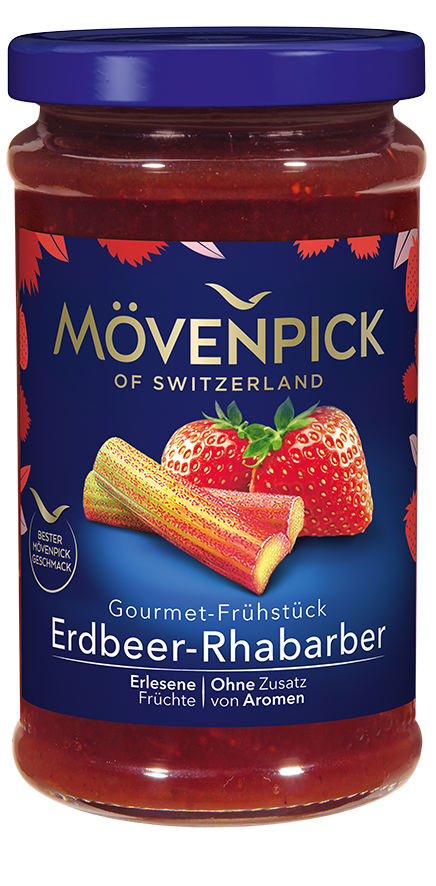 MÖVENPICK
OF SWITZERLAND
BESTER
MÖVENPICK
GESCHMACK
Gourmet-Frühstück
Erdbeer-Rhabarber
Erlesene | Ohne Zusatz
Früchte | von Aromen